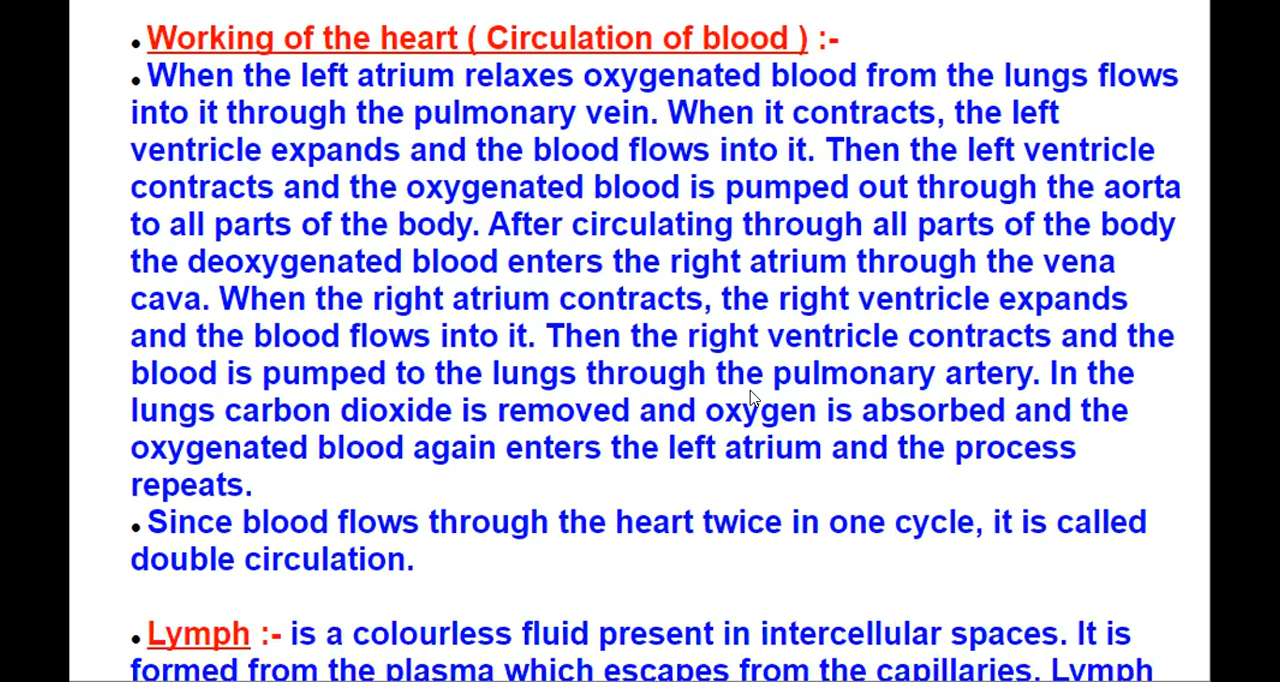 • Working of the heart ( Circulation of blood ) :-
• When the left atrium relaxes oxygenated blood from the lungs flows
into it through the pulmonary vein. When it contracts, the left
ventricle expands and the blood flows into it. Then the left ventricle
contracts and the oxygenated blood is pumped out through the aorta
to all parts of the body. After circulating through all parts of the body
the deoxygenated blood enters the right atrium through the vena
cava. When the right atrium contracts, the right ventricle expands
and the blood flows into it. Then the right ventricle contracts and the
blood is pumped to the lungs through the pulmonary artery. In the
lungs carbon dioxide is removed and oxygen is absorbed and the
oxygenated blood again enters the left atrium and the process
repeats.
• Since blood flows through the heart twice in one cycle, it is called
double circulation.
• Lymph :- is a colourless fluid present in intercellular spaces. It is
formed from the plasma which escapes from the capillaries. Lymph